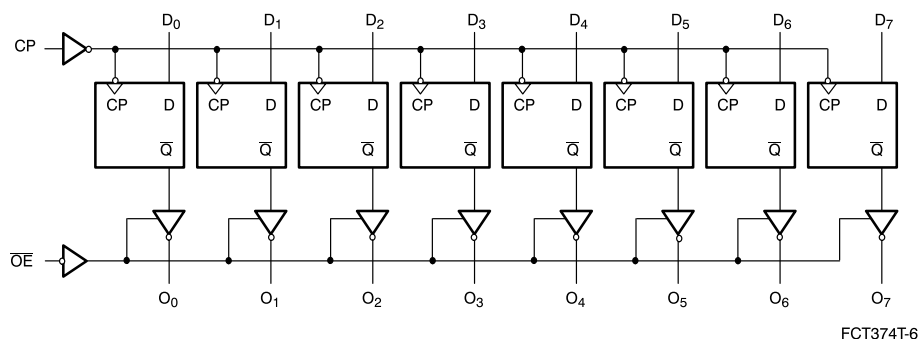 D0 D1 D2 D3 D4 D5 D6 D7
CP
CP D CP D CP D CP D CP D CP D CP D CP D
Q̅ Q̅ Q̅ Q̅ Q̅ Q̅ Q̅ Q̅
O̅E̅
O0 O1 O2 O3 O4 O5 O6 O7
FCT374T-6